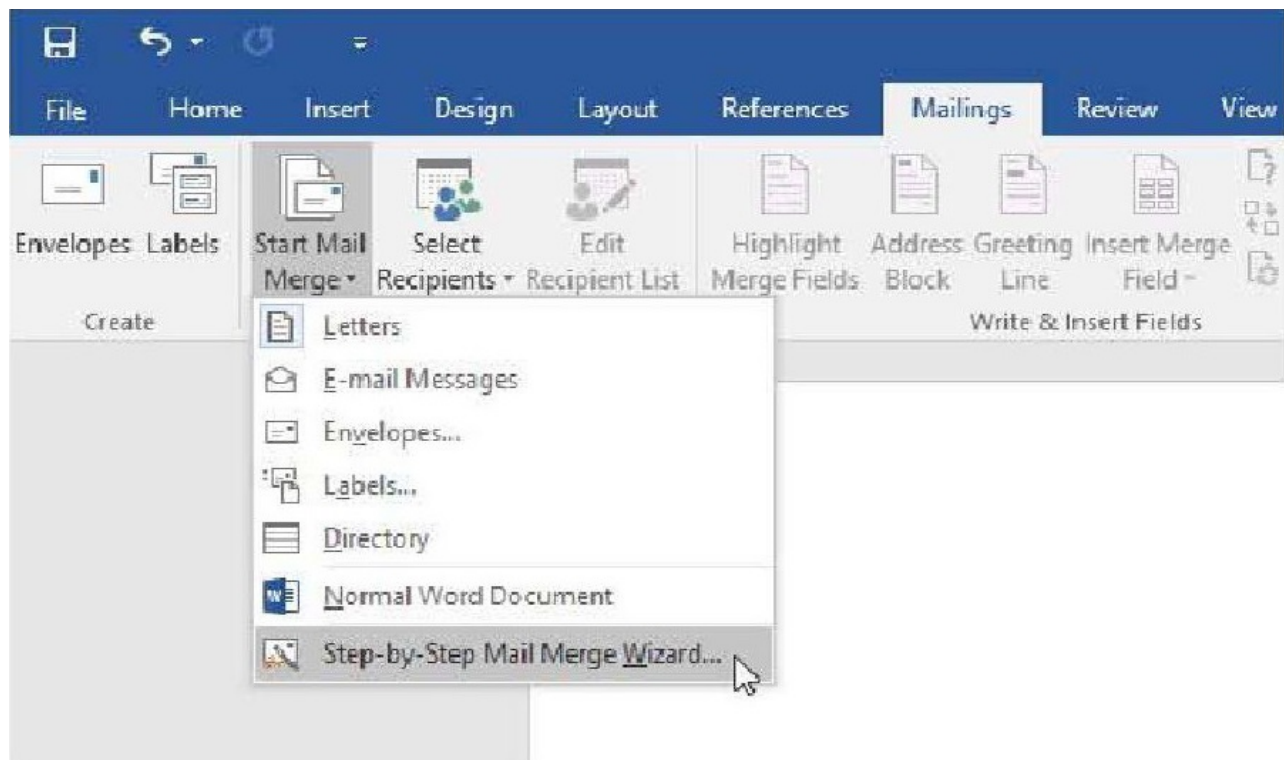 File Home Insert Design Layout References Mailings Review View
Envelopes Labels Start Mail Select Edit Highlight Address Greeting Insert Merge
Merge Recipients Recipient List Merge Fields Block Line Field
Create Write & Insert Fields
Letters
E-mail Messages
Envelopes...
Labels...
Directory
Normal Word Document
Step-by-Step Mail Merge Wizard...